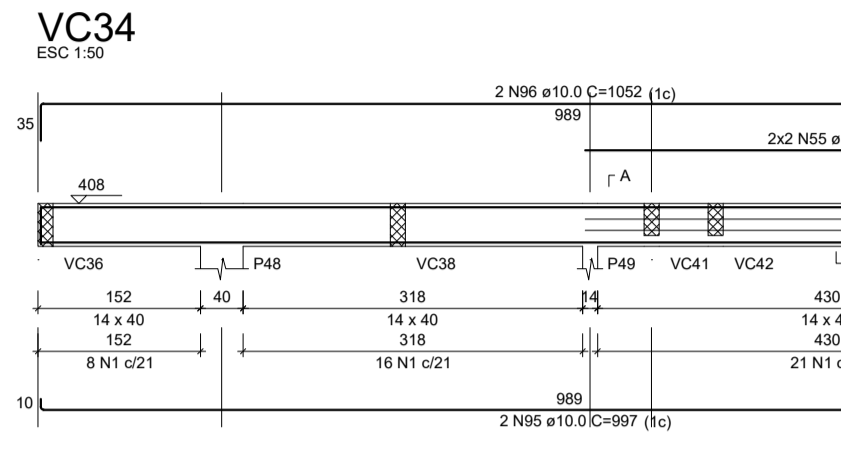 VC34
ESC 1:50
2 N96 ø10.0 C=1052 (1c)
989
35
2x2 N55 ø
A
408
VC36
P48
VC38
P49
VC41
VC42
152 40 318 14 430
14 x 40 14 x 40 14 x 4
152 318 430
8 N1 c/21 16 N1 c/21 21 N1 c
10
989
2 N95 ø10.0 C=997 (1c)